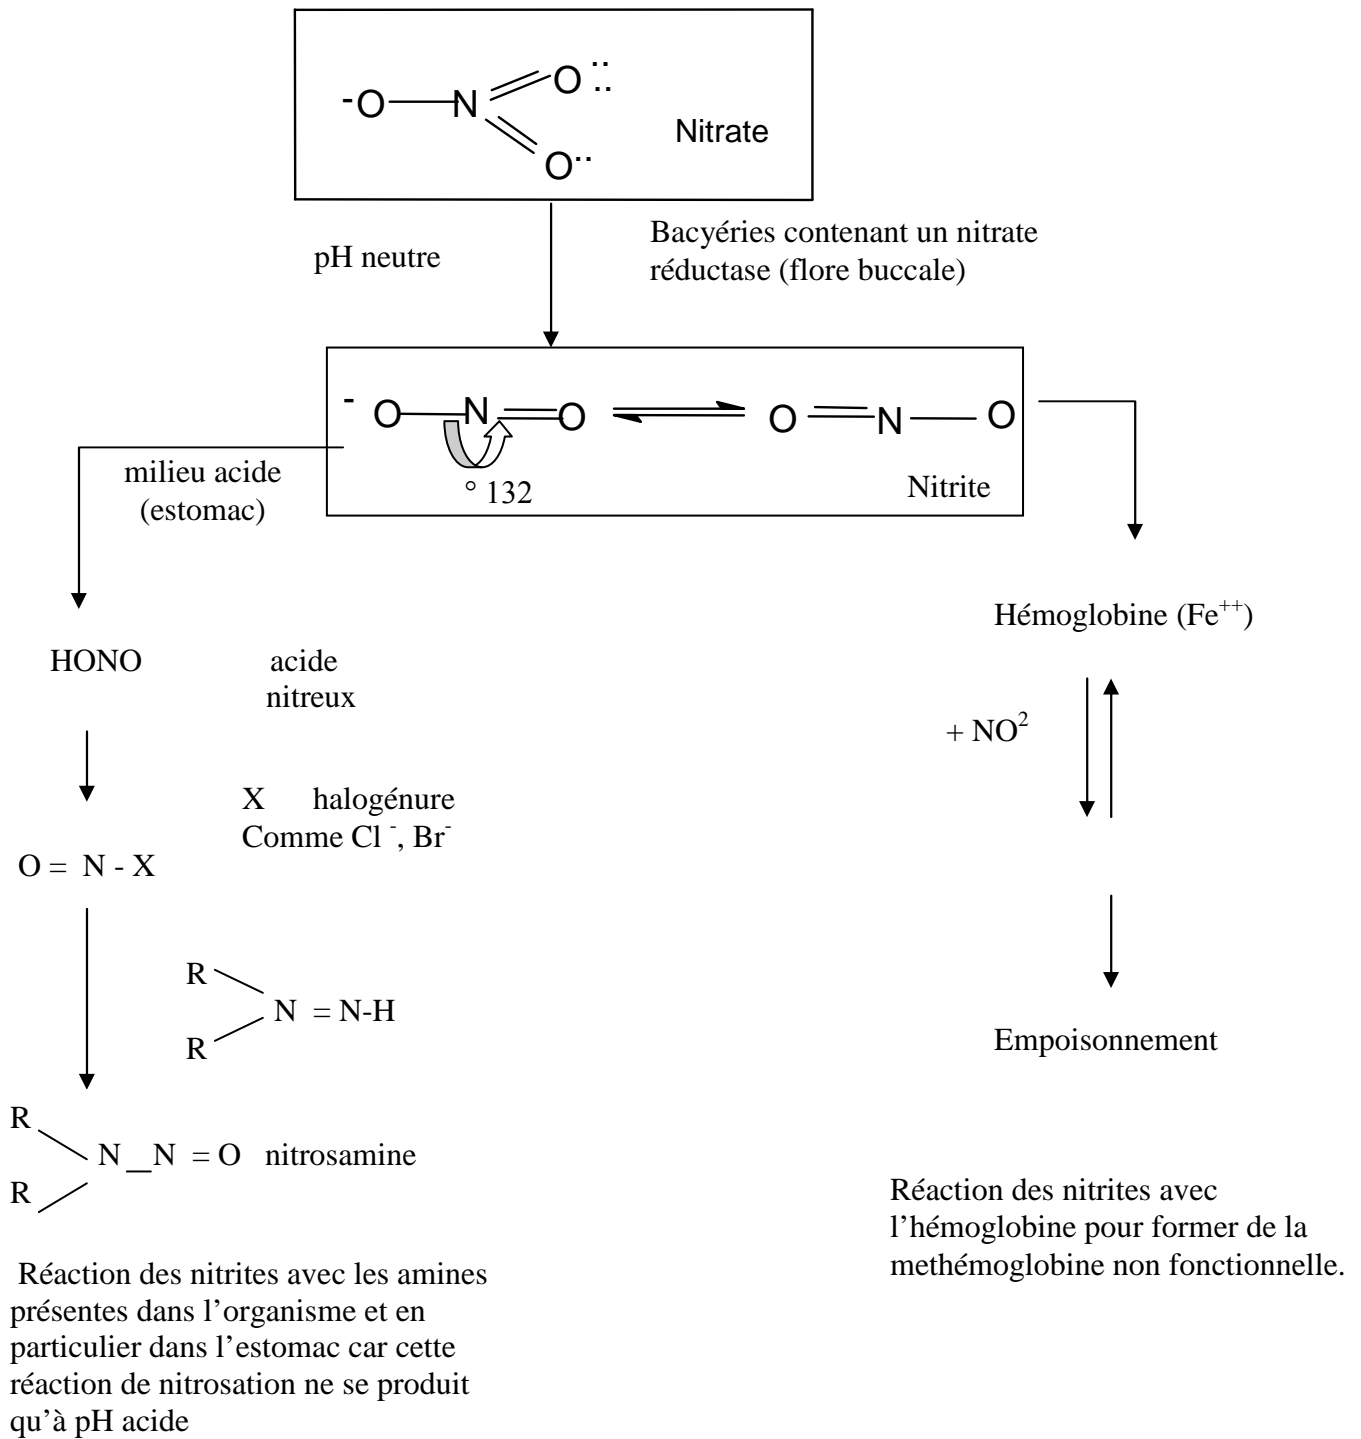 -O—N=O
=O
Nitrate
pH neutre
Bacyéries contenant un nitrate
réductase (flore buccale)
- O—N=O ⇌ O=N—O
° 132
Nitrite
milieu acide
(estomac)
HONO acide
nitreux
X halogénure
Comme Cl -, Br-
O = N - X
R
N = N-H
R
R
N _ N = O nitrosamine
R
Réaction des nitrites avec les amines
présentes dans l’organisme et en
particulier dans l’estomac car cette
réaction de nitrosation ne se produit
qu’à pH acide
Hémoglobine (Fe++)
+ NO2
Empoisonnement
Réaction des nitrites avec
l’hémoglobine pour former de la
methémoglobine non fonctionnelle.